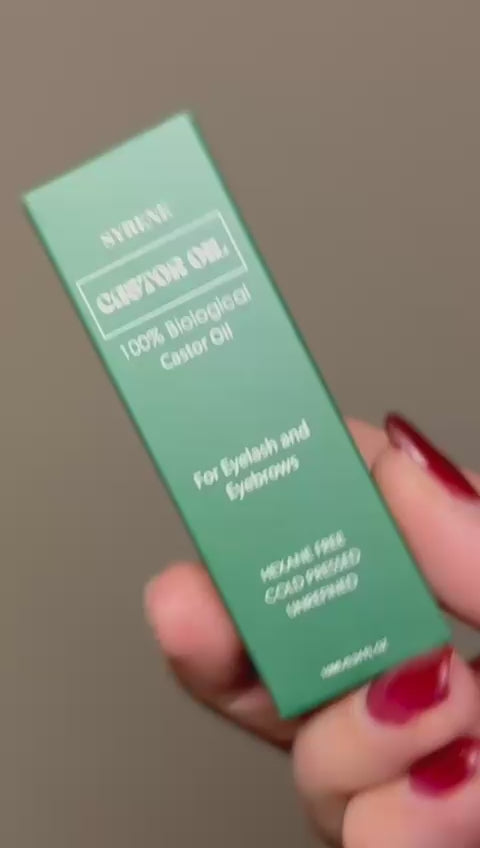 SYRENE
CASTOR OIL
100% Biological
Castor Oil
For Eyelash and
Eyebrows
HEXANE FREE
COLD PRESSED
UNREFINED